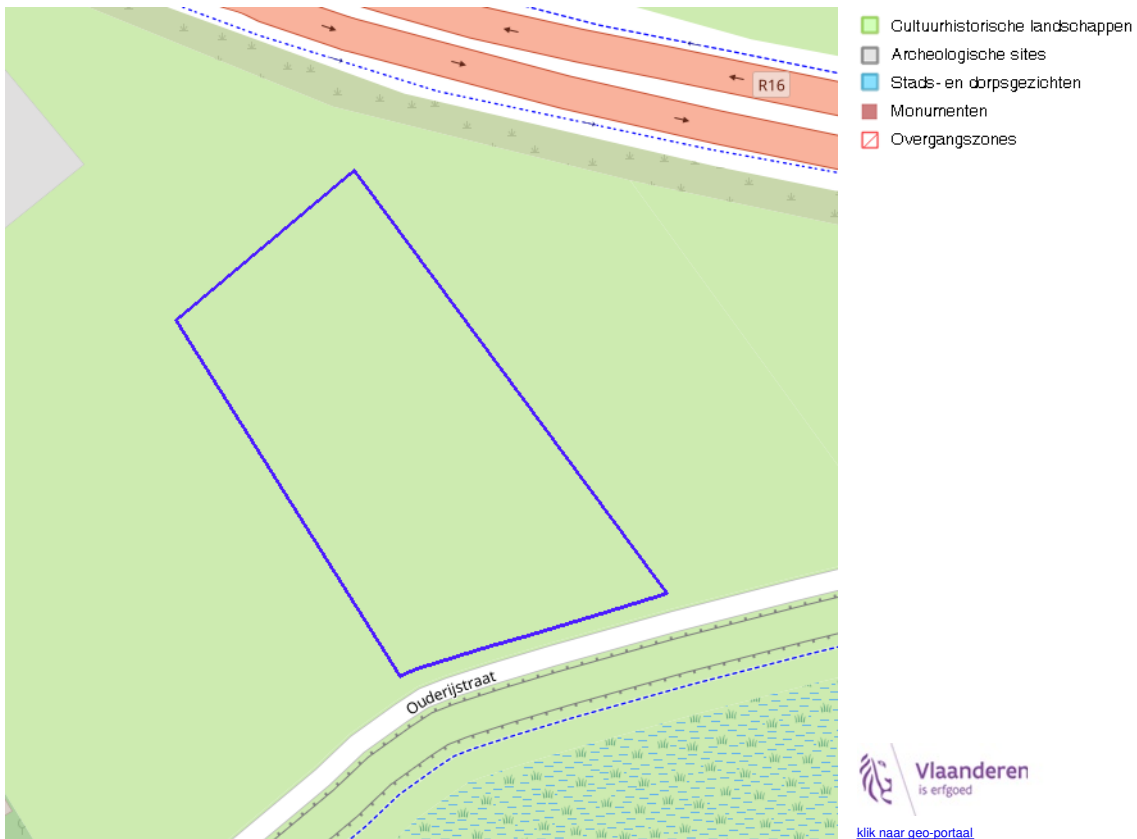 R16
Ouderijstraat
Cultuurhistorische landschappen
Archeologische sites
Stads- en dorpsgezichten
Monumenten
Overgangszones
Vlaanderen
is erfgoed
klik naar geo-portaal